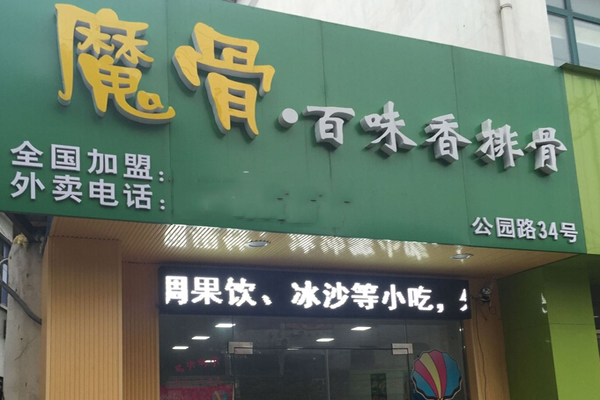 魔骨·百味香排骨
全国加盟:
外卖电话:
公园路34号
果饮、冰沙等小吃,